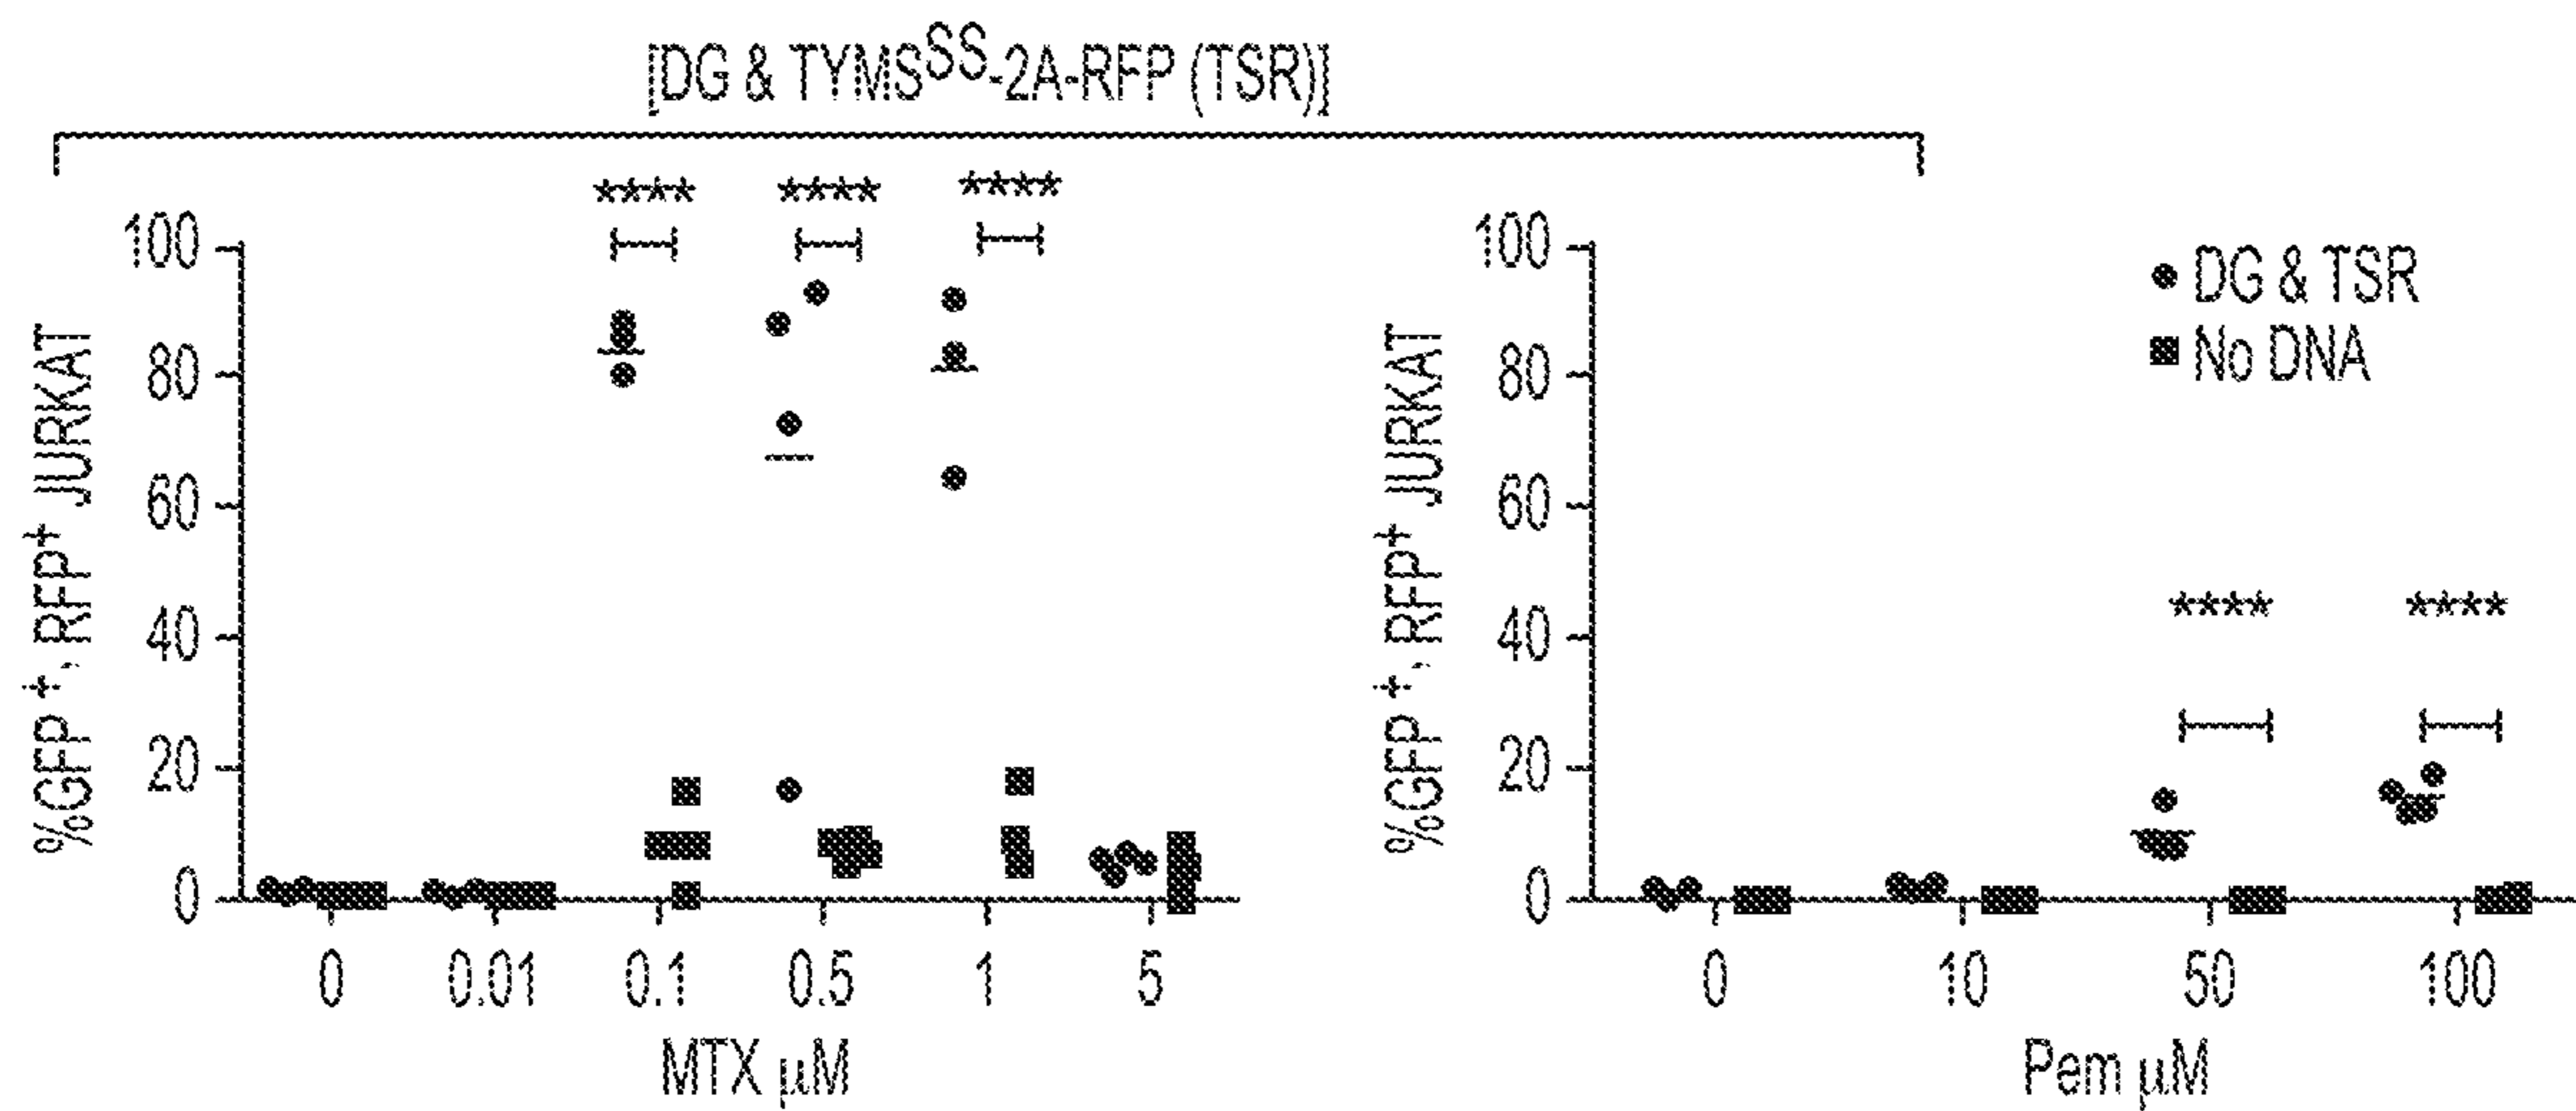 [DG & TYMSSS-2A-RFP (TSR)]
**** **** ****
%GFP+, RFP+ JURKAT
100
80
60
40
20
0
0 0.01 0.1 0.5 1 5
MTX μM
%GFP+, RFP+ JURKAT
100
80
60
40
20
0
DG & TSR
No DNA
**** ****
0 10 50 100
Pem μM